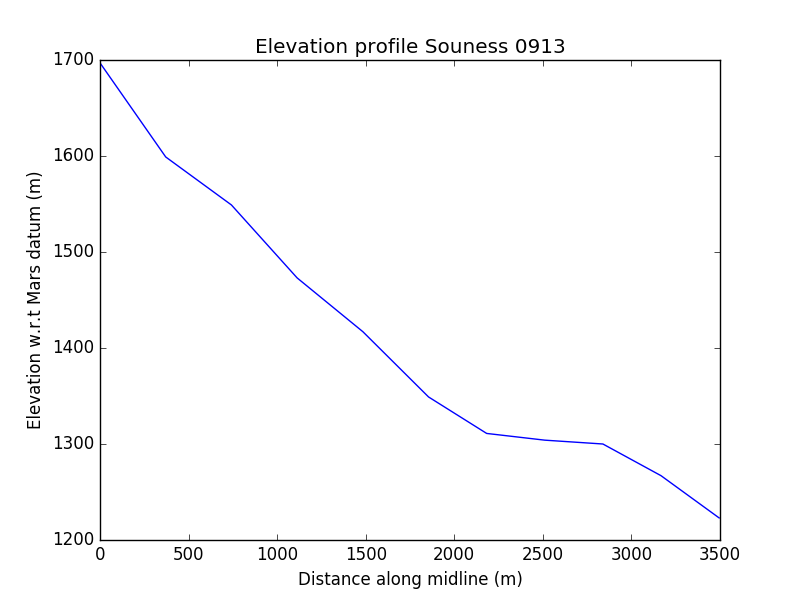 Elevation profile Souness 0913
1700
1600
1500
1400
1300
1200
Elevation w.r.t Mars datum (m)
0 500 1000 1500 2000 2500 3000 3500
Distance along midline (m)